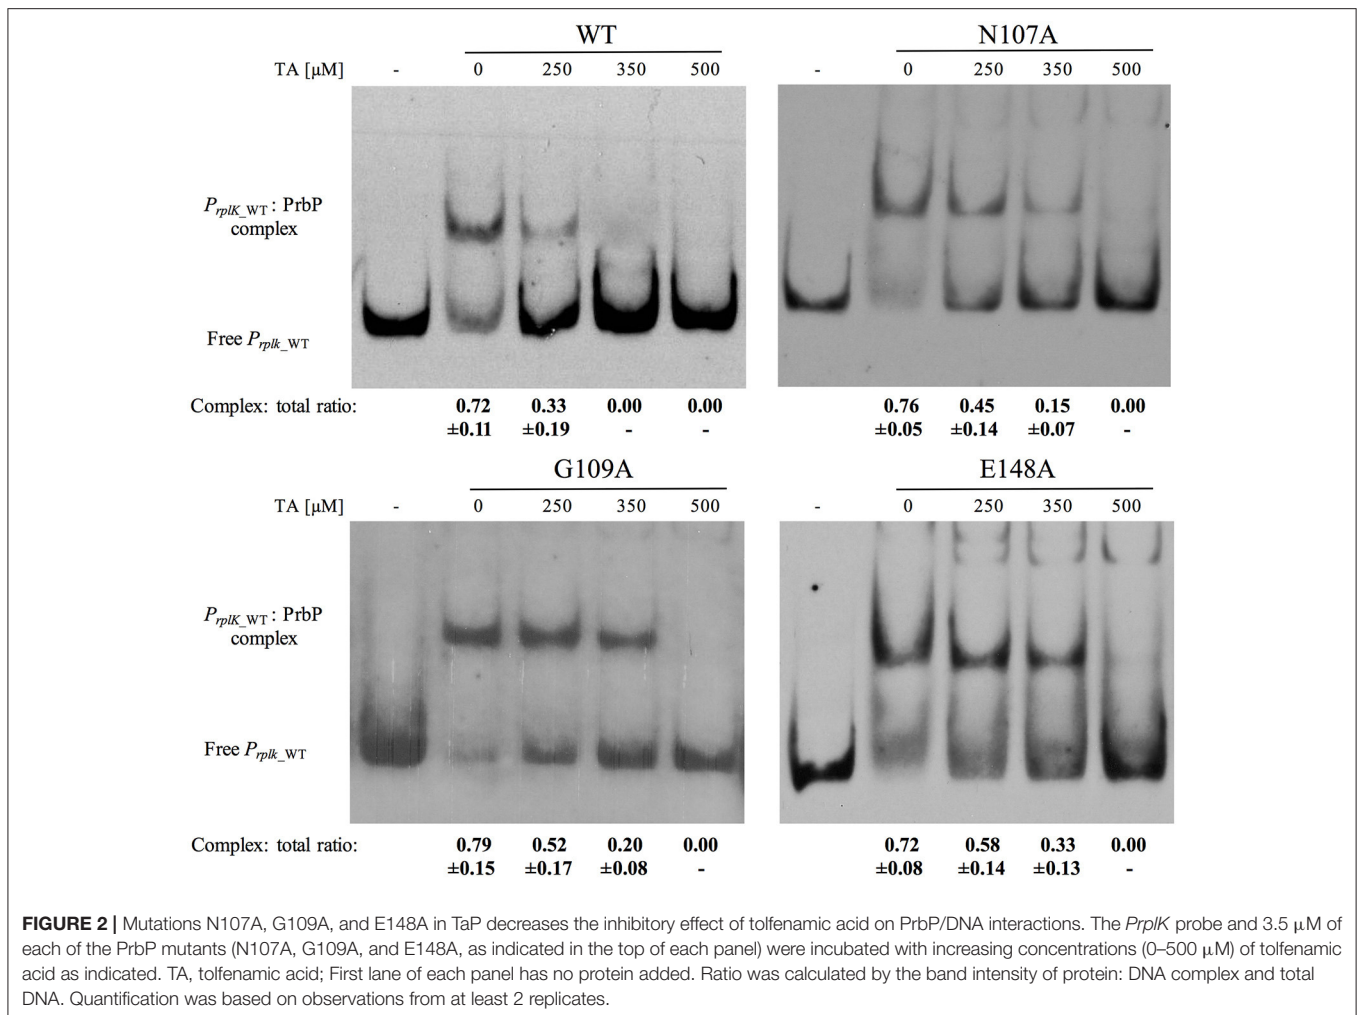 WT
TA [μM] - 0 250 350 500
PrplK_WT : PrbP
complex
Free Prplk_WT
Complex: total ratio: 0.72 0.33 0.00 0.00
±0.11 ±0.19 - -
N107A
- 0 250 350 500
0.76 0.45 0.15 0.00
±0.05 ±0.14 ±0.07 -
G109A
TA [μM] - 0 250 350 500
PrplK_WT : PrbP
complex
Free Prplk_WT
Complex: total ratio: 0.79 0.52 0.20 0.00
±0.15 ±0.17 ±0.08 -
E148A
- 0 250 350 500
0.72 0.58 0.33 0.00
±0.08 ±0.14 ±0.13 -
FIGURE 2 | Mutations N107A, G109A, and E148A in TaP decreases the inhibitory effect of tolfenamic acid on PrbP/DNA interactions. The PrplK probe and 3.5 μM of
each of the PrbP mutants (N107A, G109A, and E148A, as indicated in the top of each panel) were incubated with increasing concentrations (0–500 μM) of tolfenamic
acid as indicated. TA, tolfenamic acid; First lane of each panel has no protein added. Ratio was calculated by the band intensity of protein: DNA complex and total
DNA. Quantification was based on observations from at least 2 replicates.